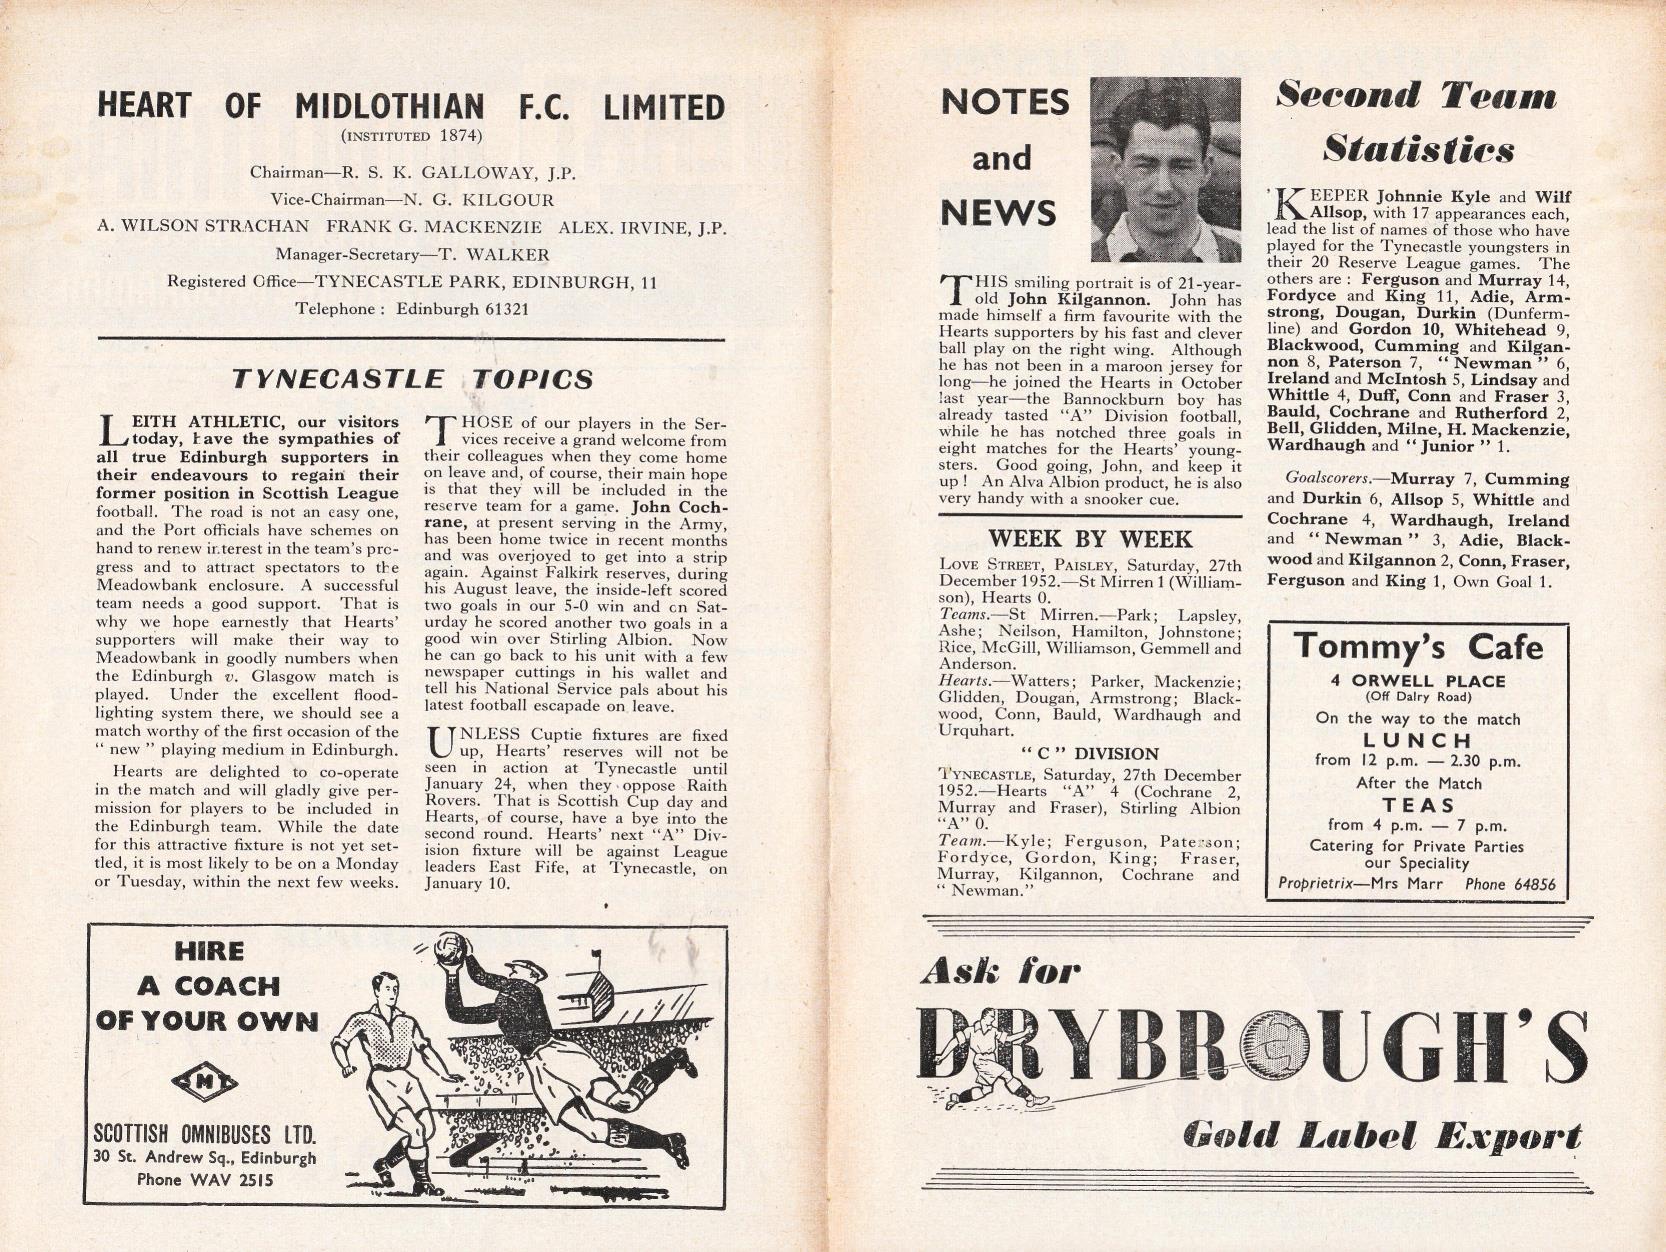 HEART OF MIDLOTHIAN F.C. LIMITED
(INSTITUTED 1874)
Chairman—R. S. K. GALLOWAY, J.P.
Vice-Chairman—N. G. KILGOUR
A. WILSON STRACHAN FRANK G. MACKENZIE ALEX. IRVINE, J.P.
Manager-Secretary—T. WALKER
Registered Office—TYNECASTLE PARK, EDINBURGH, 11
Telephone : Edinburgh 61321
TYNECASTLE TOPICS
LEITH ATHLETIC, our visitors
today, have the sympathies of
all true Edinburgh supporters in
their endeavours to regain their
former position in Scottish League
football. The road is not an easy one,
and the Port officials have schemes on
hand to renew interest in the team's pro-
gress and to attract spectators to the
Meadowbank enclosure. A successful
team needs a good support. That is
why we hope earnestly that Hearts'
supporters will make their way to
Meadowbank in goodly numbers when
the Edinburgh v. Glasgow match is
played. Under the excellent flood-
lighting system there, we should see a
match worthy of the first occasion of the
“ new ” playing medium in Edinburgh.
Hearts are delighted to co-operate
in the match and will gladly give per-
mission for players to be included in
the Edinburgh team. While the date
for this attractive fixture is not yet set-
tled, it is most likely to be on a Monday
or Tuesday, within the next few weeks.
THOSE of our players in the Ser-
vices receive a grand welcome from
their colleagues when they come home
on leave and, of course, their main hope
is that they will be included in the
reserve team for a game. John Coch-
rane, at present serving in the Army,
has been home twice in recent months
and was overjoyed to get into a strip
again. Against Falkirk reserves, during
his August leave, the inside-left scored
two goals in our 5-0 win and on Sat-
urday he scored another two goals in a
good win over Stirling Albion. Now
he can go back to his unit with a few
newspaper cuttings in his wallet and
tell his National Service pals about his
latest football escapade on leave.
UNLESS Cuptie fixtures are fixed
up, Hearts' reserves will not be
seen in action at Tynecastle until
January 24, when they oppose Raith
Rovers. That is Scottish Cup day and
Hearts, of course, have a bye into the
second round. Hearts' next “A” Div-
ision fixture will be against League
leaders East Fife, at Tynecastle, on
January 10.
HIRE
A COACH
OF YOUR OWN
SMT
SCOTTISH OMNIBUSES LTD.
30 St. Andrew Sq., Edinburgh
Phone WAV 2515
NOTES
and
NEWS
THIS smiling portrait is of 21-year-
old John Kilgannon. John has
made himself a firm favourite with the
Hearts supporters by his fast and clever
ball play on the right wing. Although
he has not been in a maroon jersey for
long—he joined the Hearts in October
last year—the Bannockburn boy has
already tasted “A” Division football,
while he has notched three goals in
eight matches for the Hearts' young-
sters. Good going, John, and keep it
up ! An Alva Albion product, he is also
very handy with a snooker cue.
WEEK BY WEEK
LOVE STREET, PAISLEY, Saturday, 27th
December 1952.—St Mirren 1 (William-
son), Hearts 0.
Teams.—St Mirren.—Park; Lapsley,
Ashe; Neilson, Hamilton, Johnstone;
Rice, McGill, Williamson, Gemmell and
Anderson.
Hearts.—Watters; Parker, Mackenzie;
Glidden, Dougan, Armstrong; Black-
wood, Conn, Bauld, Wardhaugh and
Urquhart.
“ C ” DIVISION
TYNECASTLE, Saturday, 27th December
1952.—Hearts “A” 4 (Cochrane 2,
Murray and Fraser), Stirling Albion
“A” 0.
Team.—Kyle; Ferguson, Paterson;
Fordyce, Gordon, King; Fraser,
Murray, Kilgannon, Cochrane and
“ Newman.”
Second Team
Statistics
'KEEPER Johnnie Kyle and Wilf
Allsop, with 17 appearances each,
lead the list of names of those who have
played for the Tynecastle youngsters in
their 20 Reserve League games. The
others are : Ferguson and Murray 14,
Fordyce and King 11, Adie, Arm-
strong, Dougan, Durkin (Dunferm-
line) and Gordon 10, Whitehead 9,
Blackwood, Cumming and Kilgan-
non 8, Paterson 7, “ Newman ” 6,
Ireland and McIntosh 5, Lindsay and
Whittle 4, Duff, Conn and Fraser 3,
Bauld, Cochrane and Rutherford 2,
Bell, Glidden, Milne, H. Mackenzie,
Wardhaugh and “ Junior ” 1.
Goalscorers.—Murray 7, Cumming
and Durkin 6, Allsop 5, Whittle and
Cochrane 4, Wardhaugh, Ireland
and “ Newman ” 3, Adie, Black-
wood and Kilgannon 2, Conn, Fraser,
Ferguson and King 1, Own Goal 1.
Tommy's Cafe
4 ORWELL PLACE
(Off Dalry Road)
On the way to the match
LUNCH
from 12 p.m. — 2.30 p.m.
After the Match
TEAS
from 4 p.m. — 7 p.m.
Catering for Private Parties
our Speciality
Proprietrix—Mrs Marr Phone 64856
Ask for
DRYBROUGH'S
Gold Label Export